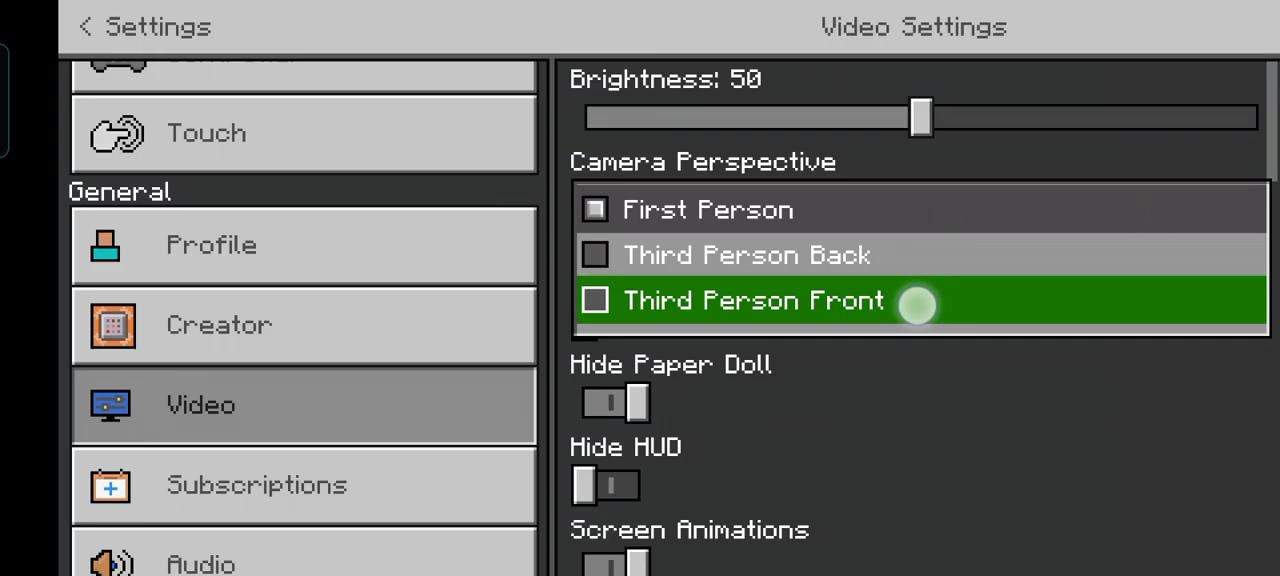 Settings
Video Settings
Touch
General
Profile
Creator
Video
Subscriptions
Audio
Brightness: 50
Camera Perspective
First Person
Third Person Back
Third Person Front
Hide Paper Doll
Hide HUD
Screen Animations